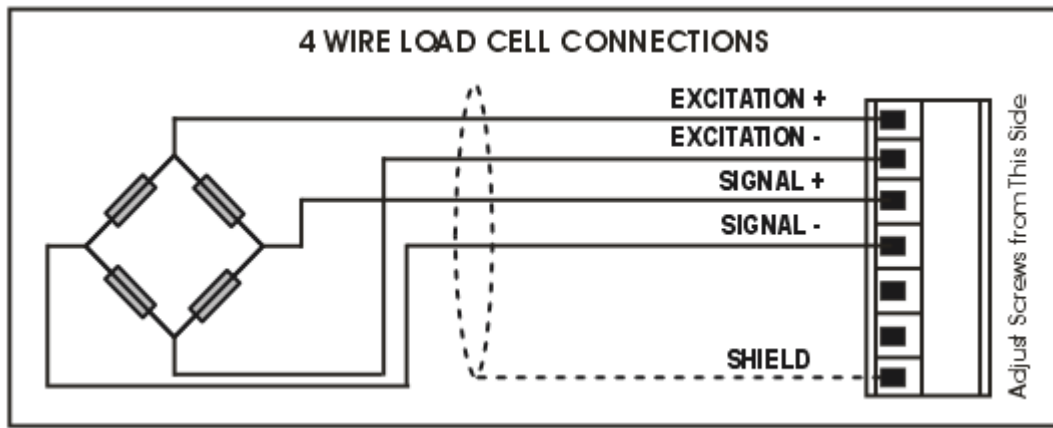 4 WIRE LOAD CELL CONNECTIONS
EXCITATION +
EXCITATION -
SIGNAL +
SIGNAL -
SHIELD
Adjust Screws from This Side